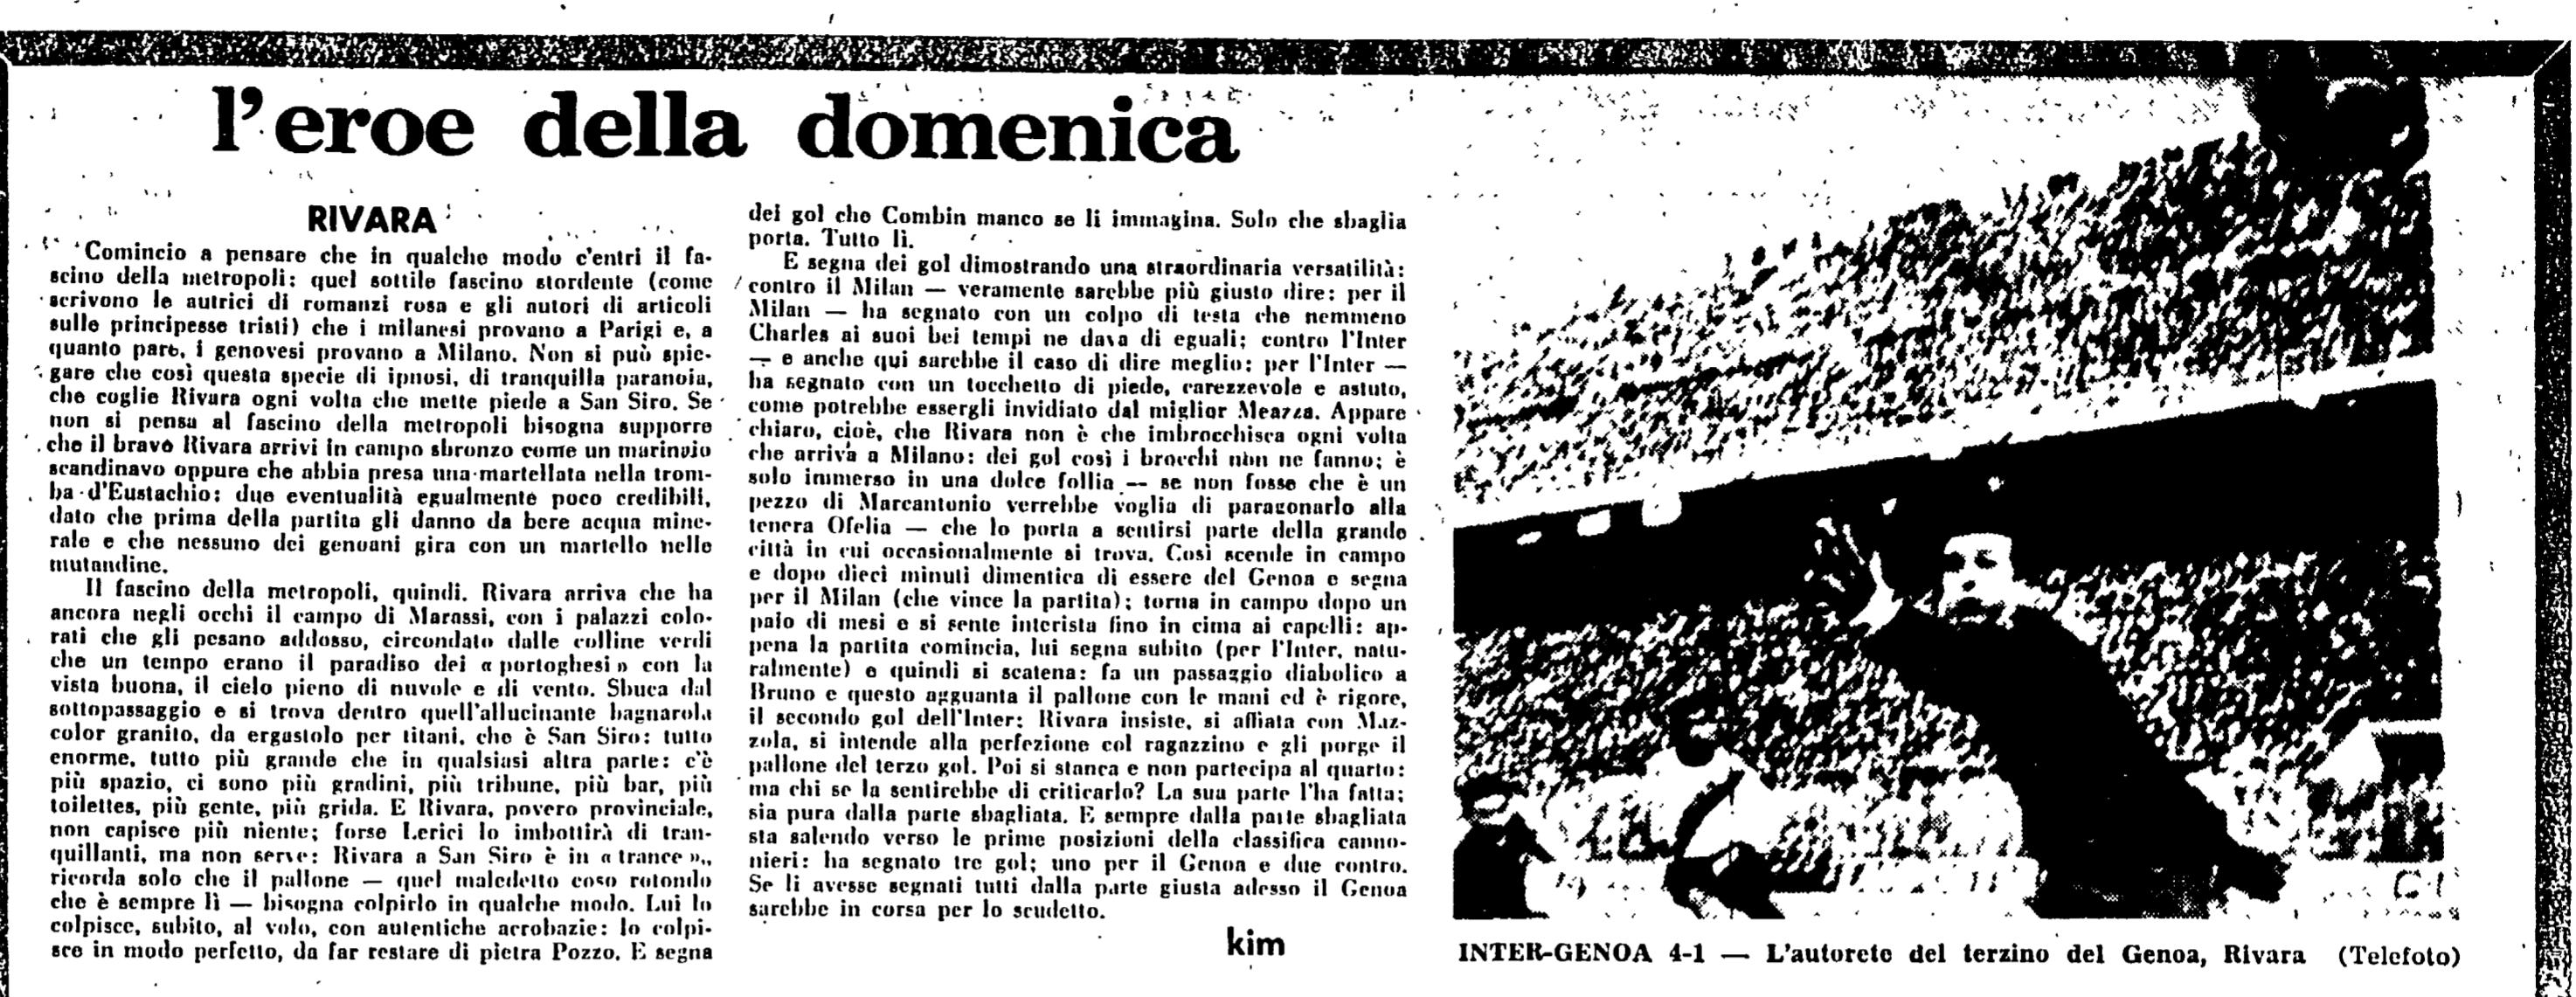 l'eroe della domenica
RIVARA
Comincio a pensare che in qualche modo c'entri il fa-
scino della metropoli: quel sottile fascino stordente (come
scrivono le autrici di romanzi rosa e gli autori di articoli
sulle principesse tristi) che i milanesi provano a Parigi e, a
quanto pare, i genovesi provano a Milano. Non si può spie-
gare che così questa specie di ipnosi, di tranquilla paranoia,
che coglie Rivara ogni volta che mette piede a San Siro. Se
non si pensa al fascino della metropoli bisogna supporre
che il bravo Rivara arrivi in campo sbronzo come un marinaio
scandinavo oppure che abbia presa una martellata nella trom-
ba d'Eustachio: due eventualità egualmente poco credibili,
dato che prima della partita gli danno da bere acqua mine-
rale e che nessuno dei genoani gira con un martello nelle
mutandine.
Il fascino della metropoli, quindi. Rivara arriva che ha
ancora negli occhi il campo di Marassi, con i palazzi colo-
rati che gli pesano addosso, circondato dalle colline verdi
che un tempo erano il paradiso dei « portoghesi » con la
vista buona, il cielo pieno di nuvole e di vento. Sbuca dal
sottopassaggio e si trova dentro quell'allucinante bagnarola
color granito, da ergastolo per titani, che è San Siro: tutto
enorme, tutto più grande che in qualsiasi altra parte: c'è
più spazio, ci sono più gradini, più tribune, più bar, più
toilettes, più gente, più grida. E Rivara, povero provinciale,
non capisce più niente; forse Lerici lo imbottirà di tran-
quillanti, ma non serve: Rivara a San Siro è in « trance »,
ricorda solo che il pallone — quel maledetto coso rotondo
che è sempre lì — bisogna colpirlo in qualche modo. Lui lo
colpisce, subito, al volo, con autentiche acrobazie: lo colpi-
sce in modo perfetto, da far restare di pietra Pozzo. E segna
dei gol che Combin manco se li immagina. Solo che sbaglia
porta. Tutto lì.
E segna dei gol dimostrando una straordinaria versatilità:
contro il Milan — veramente sarebbe più giusto dire: per il
Milan — ha segnato con un colpo di testa che nemmeno
Charles ai suoi bei tempi ne dava di eguali; contro l'Inter
— e anche qui sarebbe il caso di dire meglio: per l'Inter —
ha segnato con un tocchetto di piede, carezzevole e astuto,
come potrebbe essergli invidiato dal miglior Meazza. Appare
chiaro, cioè, che Rivara non è che imbrocchisca ogni volta
che arriva a Milano: dei gol così i brocchi non ne fanno; è
solo immerso in una dolce follia — se non fosse che è un
pezzo di Marcantonio verrebbe voglia di paragonarlo alla
tenera Ofelia — che lo porta a sentirsi parte della grande
città in cui occasionalmente si trova. Così scende in campo
e dopo dieci minuti dimentica di essere del Genoa e segna
per il Milan (che vince la partita); torna in campo dopo un
paio di mesi e si sente interista fino in cima ai capelli: ap-
pena la partita comincia, lui segna subito (per l'Inter, natu-
ralmente) e quindi si scatena: fa un passaggio diabolico a
Bruno e questo agguanta il pallone con le mani ed è rigore,
il secondo gol dell'Inter; Rivara insiste, si affiata con Maz-
zola, si intende alla perfezione col ragazzino e gli porge il
pallone del terzo gol. Poi si stanca e non partecipa al quarto:
ma chi se la sentirebbe di criticarlo? La sua parte l'ha fatta;
sia pura dalla parte sbagliata. E sempre dalla parte sbagliata
sta salendo verso le prime posizioni della classifica canno-
nieri: ha segnato tre gol; uno per il Genoa e due contro.
Se li avesse segnati tutti dalla parte giusta adesso il Genoa
sarebbe in corsa per lo scudetto.
kim
INTER-GENOA 4-1 — L'autorete del terzino del Genoa, Rivara (Telefoto)